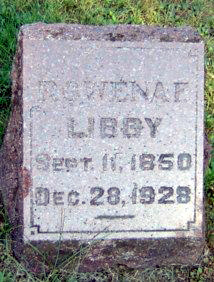 ROWENA F
LIBBY
SEPT. 11, 1850
DEC. 28, 1928